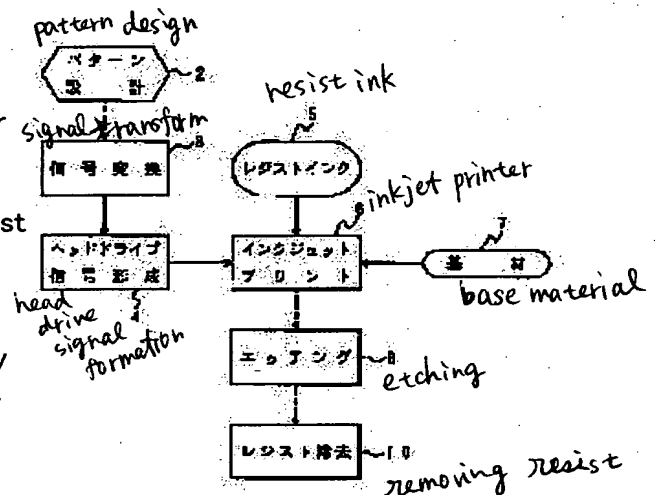 pattern design
パターン
設 計
2
signal transform
信 号 変 換
3
resist ink
5
レジストインク
st
ヘッドドライブ
信 号 形 成
head
drive
signal
formation
inkjet printer
6
インクジェット
プ リ ン ト
7
基 材
base material
エッチング
etching
レジスト除去
10
removing resist